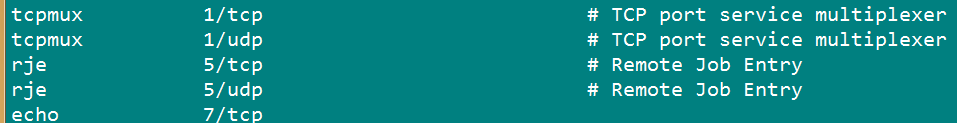 tcpmux          1/tcp                           # TCP port service multiplexer
tcpmux          1/udp                           # TCP port service multiplexer
rje             5/tcp                           # Remote Job Entry
rje             5/udp                           # Remote Job Entry
echo            7/tcp